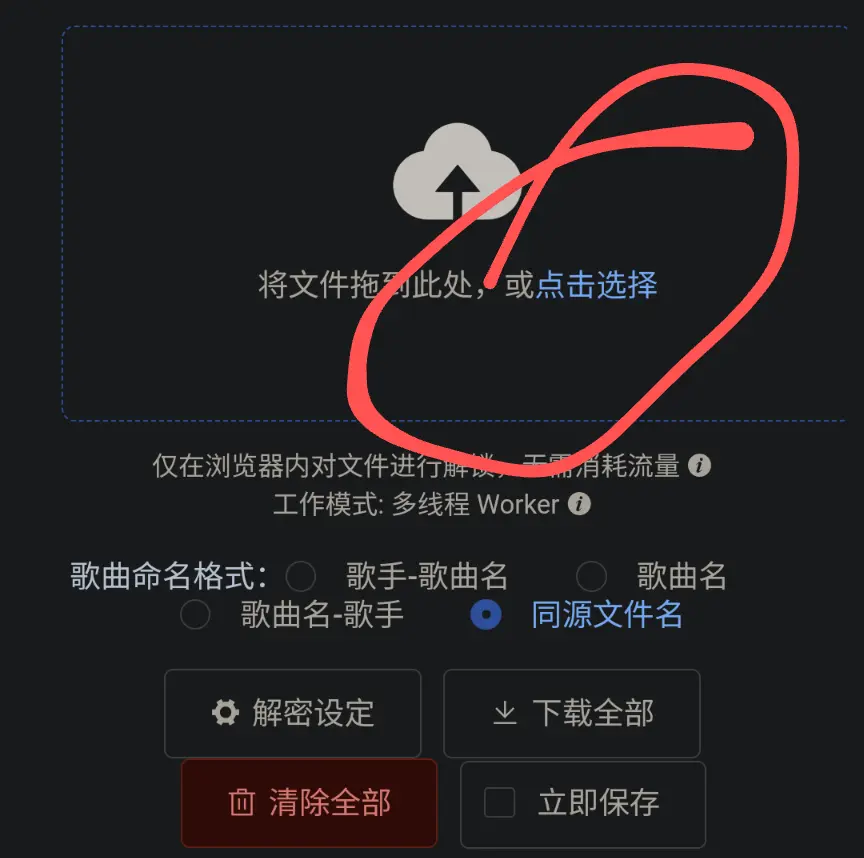 将文件拖到此处，或点击选择
仅在浏览器内对文件进行解锁，无需消耗流量
工作模式: 多线程 Worker
歌曲命名格式： 歌手-歌曲名 歌曲名
歌曲名-歌手 同源文件名
解密设定 下载全部
清除全部 立即保存